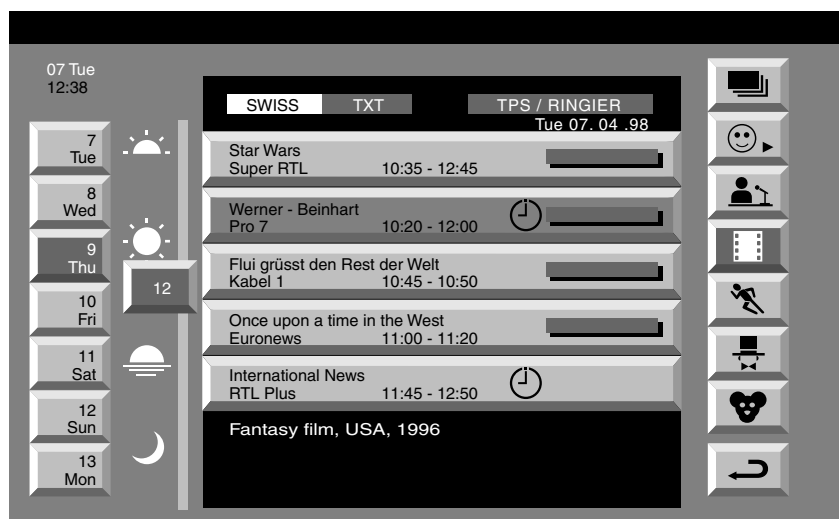 07 Tue
12:38
SWISS TXT TPS / RINGIER
Tue 07. 04 .98
7
Tue
8
Wed
9
Thu
10
Fri
11
Sat
12
Sun
13
Mon
12
Star Wars
Super RTL 10:35 - 12:45
Werner - Beinhart
Pro 7 10:20 - 12:00
Flui grüsst den Rest der Welt
Kabel 1 10:45 - 10:50
Once upon a time in the West
Euronews 11:00 - 11:20
International News
RTL Plus 11:45 - 12:50
Fantasy film, USA, 1996